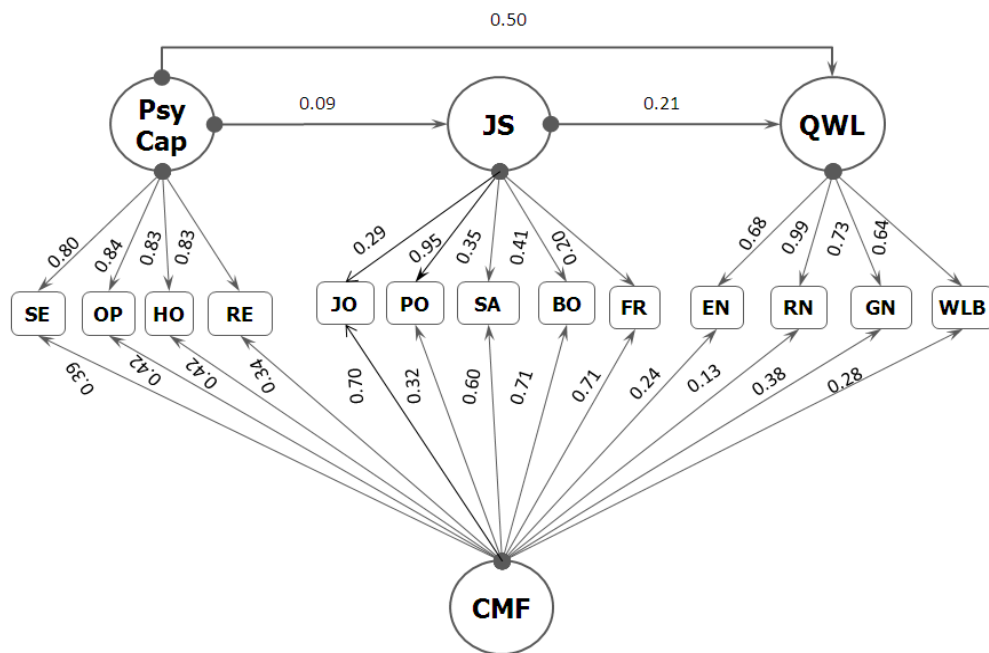 0.50
Psy
Cap
0.09
JS
0.21
QWL
0.80
0.84
0.83
0.83
0.29
0.95
0.35
0.41
0.20
0.68
0.99
0.73
0.64
SE
OP
HO
RE
JO
PO
SA
BO
FR
EN
RN
GN
WLB
0.39
0.42
0.42
0.34
0.70
0.32
0.60
0.71
0.71
0.24
0.13
0.38
0.28
CMF